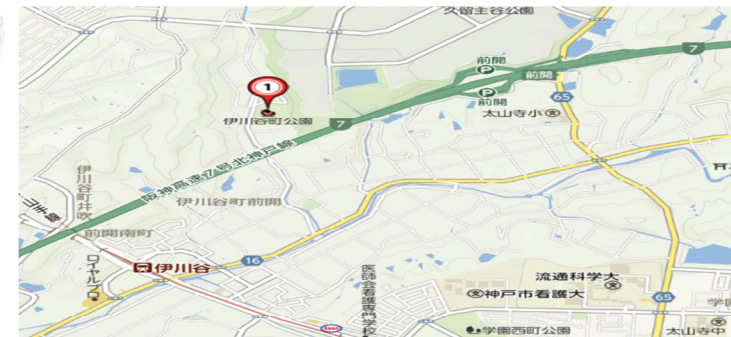 久留主谷公園
7
前開
P
1
65
P
前開
伊川谷町公園
太山寺小
7
阪神高速7号北神戸線
伊川谷町井吹
伊川谷町前開
前開南町
16
伊川谷
ロイヤルプロ
医師会看護専門学校
流通科学大
神戸市看護大
65
学園西町公園
太山寺中